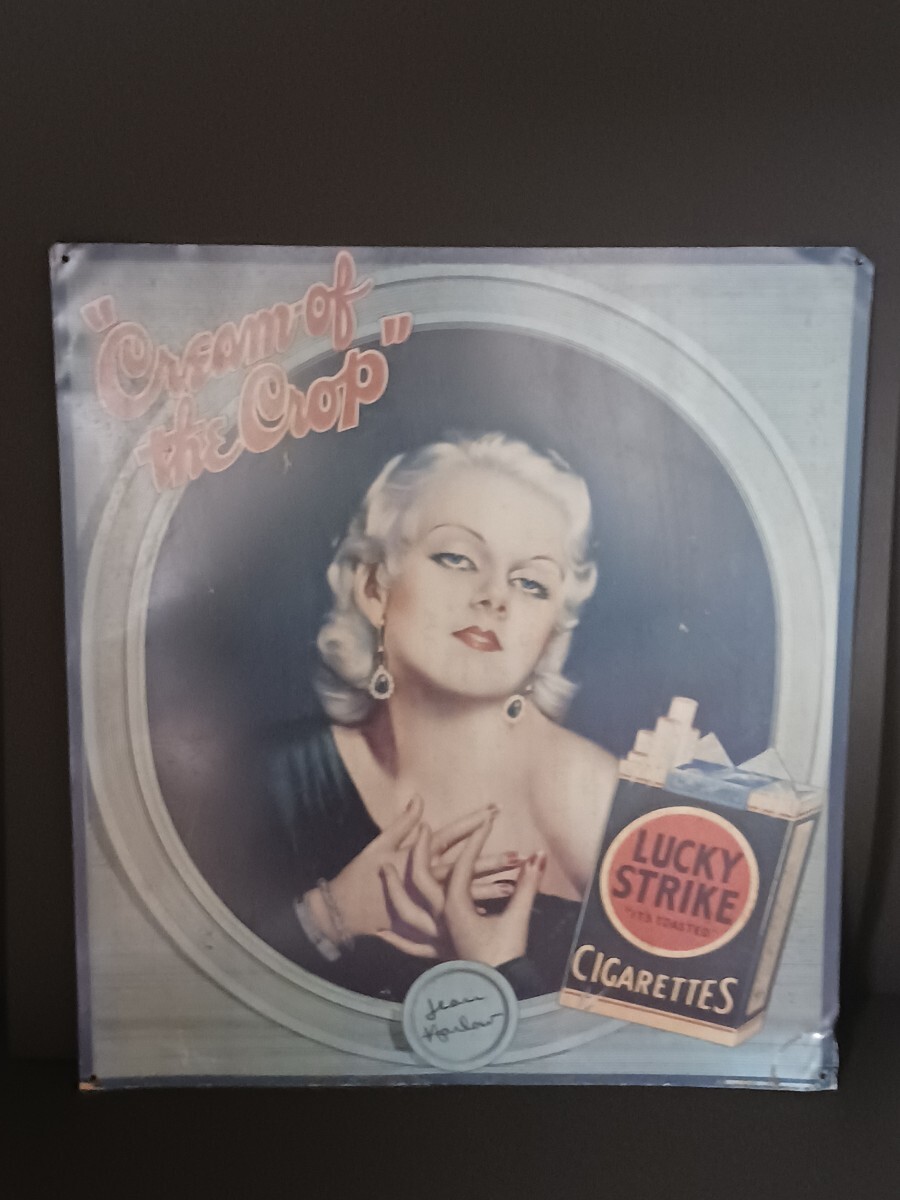 "Cream of
the Crop"
LUCKY
STRIKE
"IT'S TOASTED"
CIGARETTES
Jean
Harlow